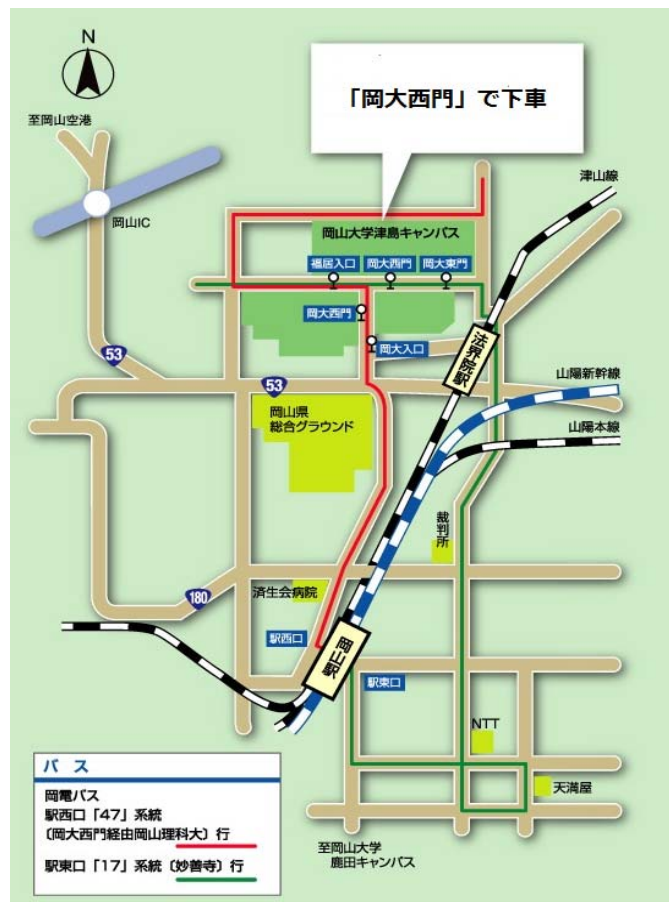 N
「岡大西門」で下車
至岡山空港
津山線
岡山IC
岡山大学津島キャンパス
福居入口
岡大西門
岡大東門
岡大西門
岡大入口
法界院駅
53
53
山陽新幹線
岡山県
総合グラウンド
山陽本線
裁判所
180
済生会病院
駅西口
岡山駅
駅東口
NTT
天満屋
バス
岡電バス
駅西口「47」系統
〔岡大西門経由岡山理科大〕行
駅東口「17」系統〔妙善寺〕行
至岡山大学
鹿田キャンパス